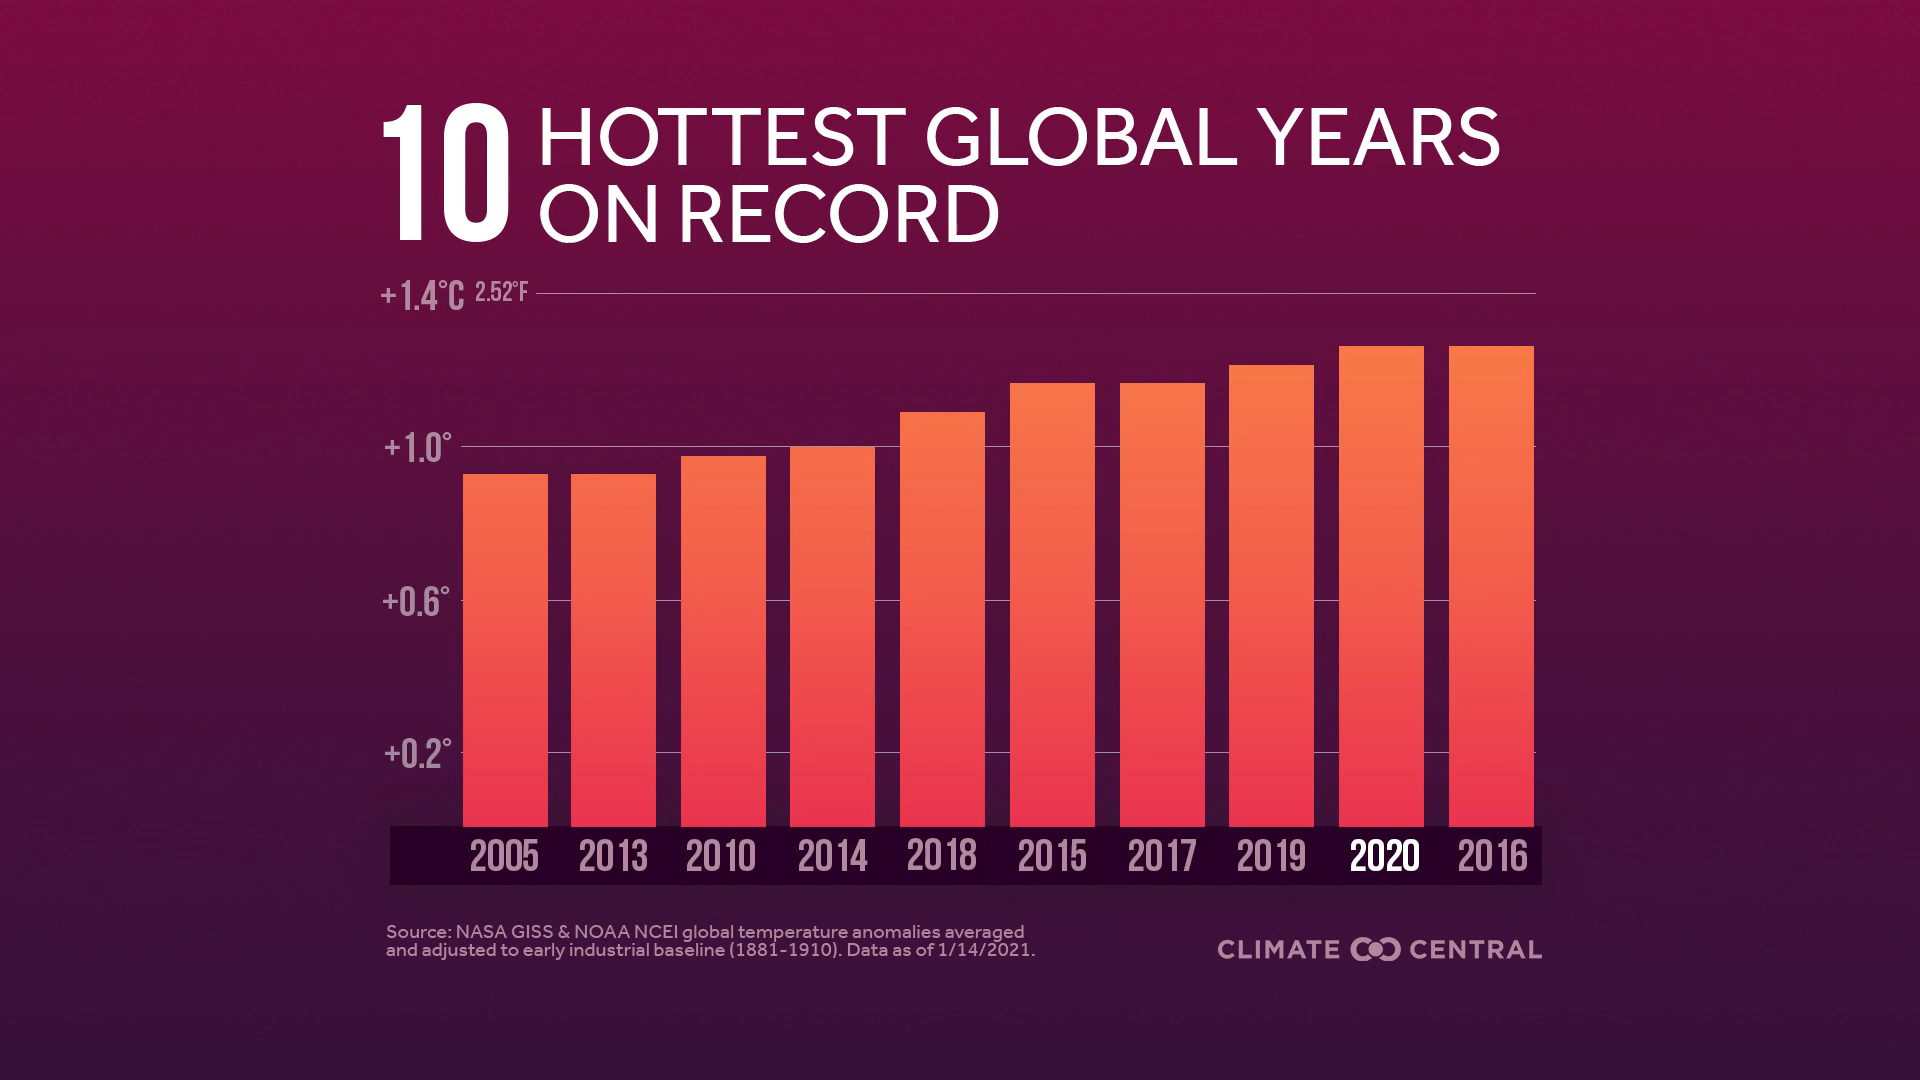 10 HOTTEST GLOBAL YEARS
ON RECORD
+1.4°C 2.52°F
+1.0°
+0.6°
+0.2°
2005 2013 2010 2014 2018 2015 2017 2019 2020 2016
Source: NASA GISS & NOAA NCEI global temperature anomalies averaged
and adjusted to early industrial baseline (1881-1910). Data as of 1/14/2021.
CLIMATE CENTRAL